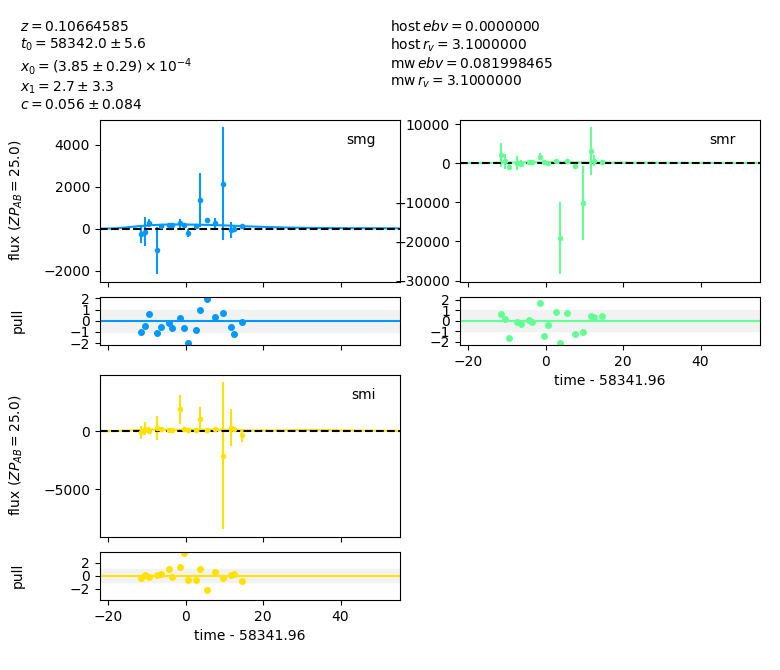 z = 0.10664585
t₀ = 58342.0 ± 5.6
x₀ = (3.85 ± 0.29) × 10⁻⁴
x₁ = 2.7 ± 3.3
c = 0.056 ± 0.084
host ebv = 0.0000000
host r_v = 3.1000000
mw ebv = 0.081998465
mw r_v = 3.1000000
smg
flux (ZP_AB = 25.0)
4000
2000
0
−2000
smr
10000
0
−10000
−20000
−30000
pull
2
1
0
−1
−2
2
1
0
−1
−2
−20 0 20 40
time - 58341.96
smi
flux (ZP_AB = 25.0)
0
−5000
pull
2
0
−2
−20 0 20 40
time - 58341.96